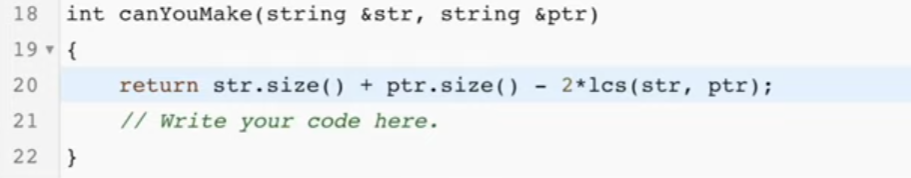 18 int canYouMake(string &str, string &ptr)
19 {
20 return str.size() + ptr.size() - 2*lcs(str, ptr);
21 // Write your code here.
22 }